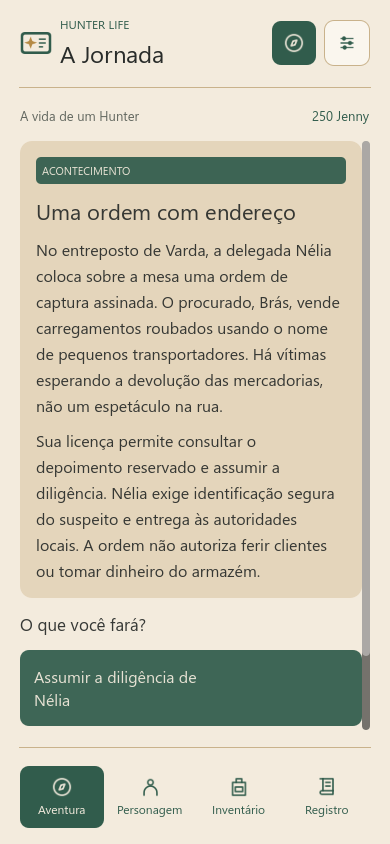 HUNTER LIFE
A Jornada
A vida de um Hunter
250 Jenny
ACONTECIMENTO
Uma ordem com endereço
No entreposto de Varda, a delegada Nélia
coloca sobre a mesa uma ordem de
captura assinada. O procurado, Brás, vende
carregamentos roubados usando o nome
de pequenos transportadores. Há vítimas
esperando a devolução das mercadorias,
não um espetáculo na rua.
Sua licença permite consultar o
depoimento reservado e assumir a
diligência. Nélia exige identificação segura
do suspeito e entrega às autoridades
locais. A ordem não autoriza ferir clientes
ou tomar dinheiro do armazém.
O que você fará?
Assumir a diligência de
Nélia
Aventura
Personagem
Inventário
Registro